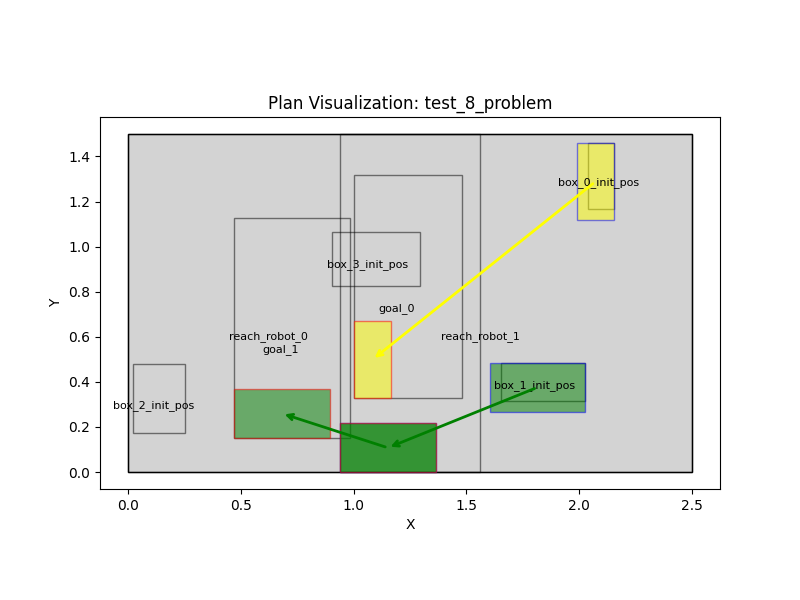 Plan Visualization: test_8_problem
1.4
1.2
1.0
0.8
0.6
0.4
0.2
0.0
Y
box_0_init_pos
box_3_init_pos
goal_0
reach_robot_0
reach_robot_1
goal_1
box_1_init_pos
box_2_init_pos
0.0 0.5 1.0 1.5 2.0 2.5
X